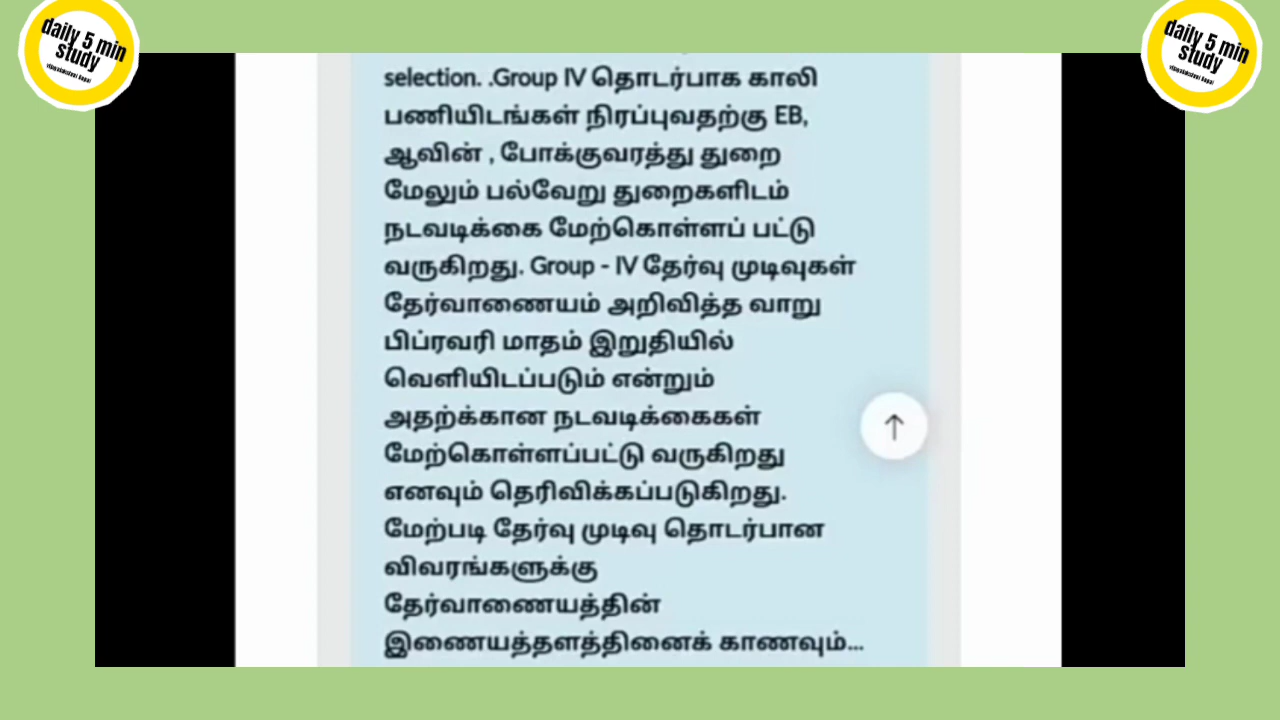 daily 5 min
study
daily 5 min
study
selection. .Group IV தொடர்பாக காலி
பணியிடங்கள் நிரப்புவதற்கு EB,
ஆவின் , போக்குவரத்து துறை
மேலும் பல்வேறு துறைகளிடம்
நடவடிக்கை மேற்கொள்ளப் பட்டு
வருகிறது. Group - IV தேர்வு முடிவுகள்
தேர்வாணையம் அறிவித்த வாறு
பிப்ரவரி மாதம் இறுதியில்
வெளியிடப்படும் என்றும்
அதற்க்கான நடவடிக்கைகள்
மேற்கொள்ளப்பட்டு வருகிறது
எனவும் தெரிவிக்கப்படுகிறது.
மேற்படி தேர்வு முடிவு தொடர்பான
விவரங்களுக்கு
தேர்வாணையத்தின்
இணையத்தளத்தினைக் காணவும்...